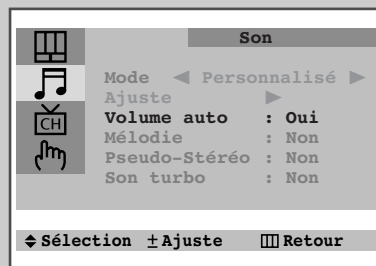 Son
Mode ◀ Personnalisé ▶
Ajuste ▶
Volume auto : Oui
CH
Mélodie : Non
Pseudo-Stéréo : Non
Son turbo : Non
Sélection ± Ajuste Retour